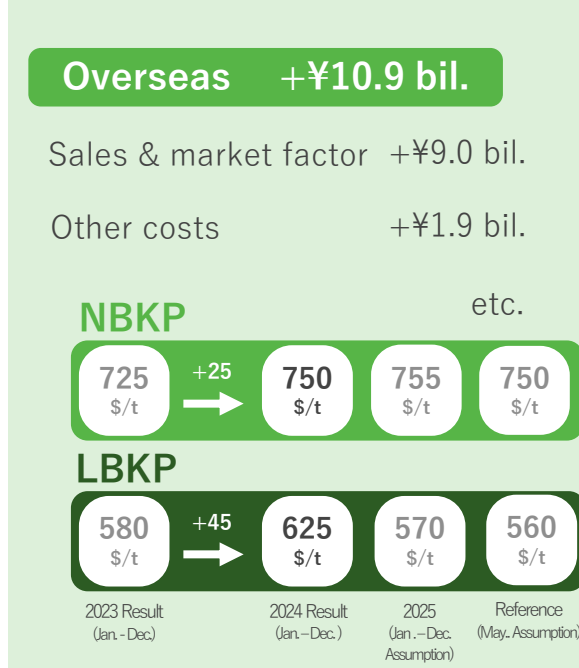 Overseas +¥10.9 bil.
Sales & market factor +¥9.0 bil.
Other costs +¥1.9 bil.
etc.
NBKP
725 $/t +25 750 $/t 755 $/t 750 $/t
LBKP
580 $/t +45 625 $/t 570 $/t 560 $/t
2023 Result 2024 Result 2025 Reference
(Jan. - Dec.) (Jan. – Dec. ) (Jan . – Dec. (May. Assumption)
Assumption)